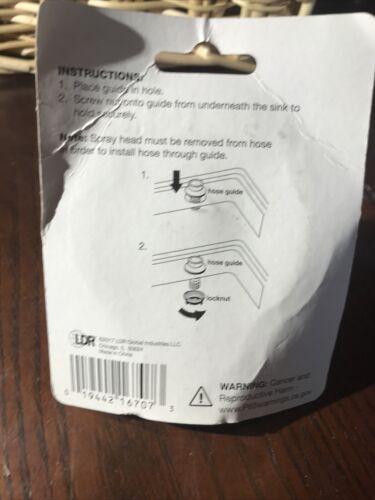 INSTRUCTIONS:
1. Place guide in hole.
2. Screw nut onto guide from underneath the sink to
hold securely.
Note: Spray head must be removed from hose
order to install hose through guide.
1.
hose guide
2.
hose guide
locknut
LDR
©2017 LDR Global Industries LLC
Chicago, IL 60624
Made in China
0 19442 16707 3
WARNING: Cancer and
Reproductive Harm -
www.P65warnings.ca.gov